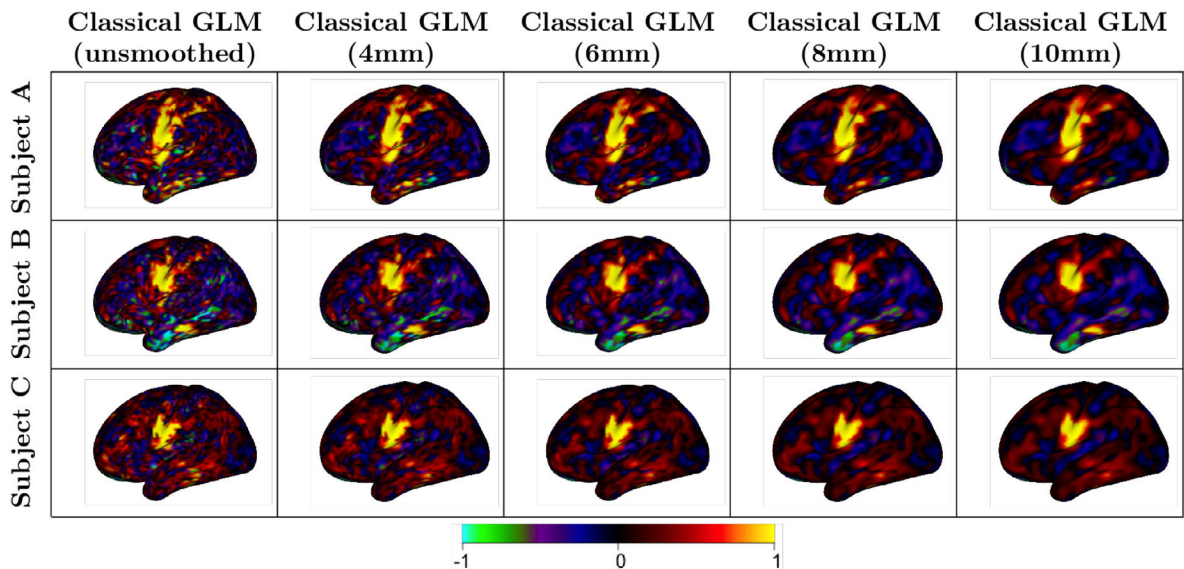 Classical GLM (unsmoothed)
Classical GLM (4mm)
Classical GLM (6mm)
Classical GLM (8mm)
Classical GLM (10mm)
Subject A
Subject B
Subject C
-1 0 1